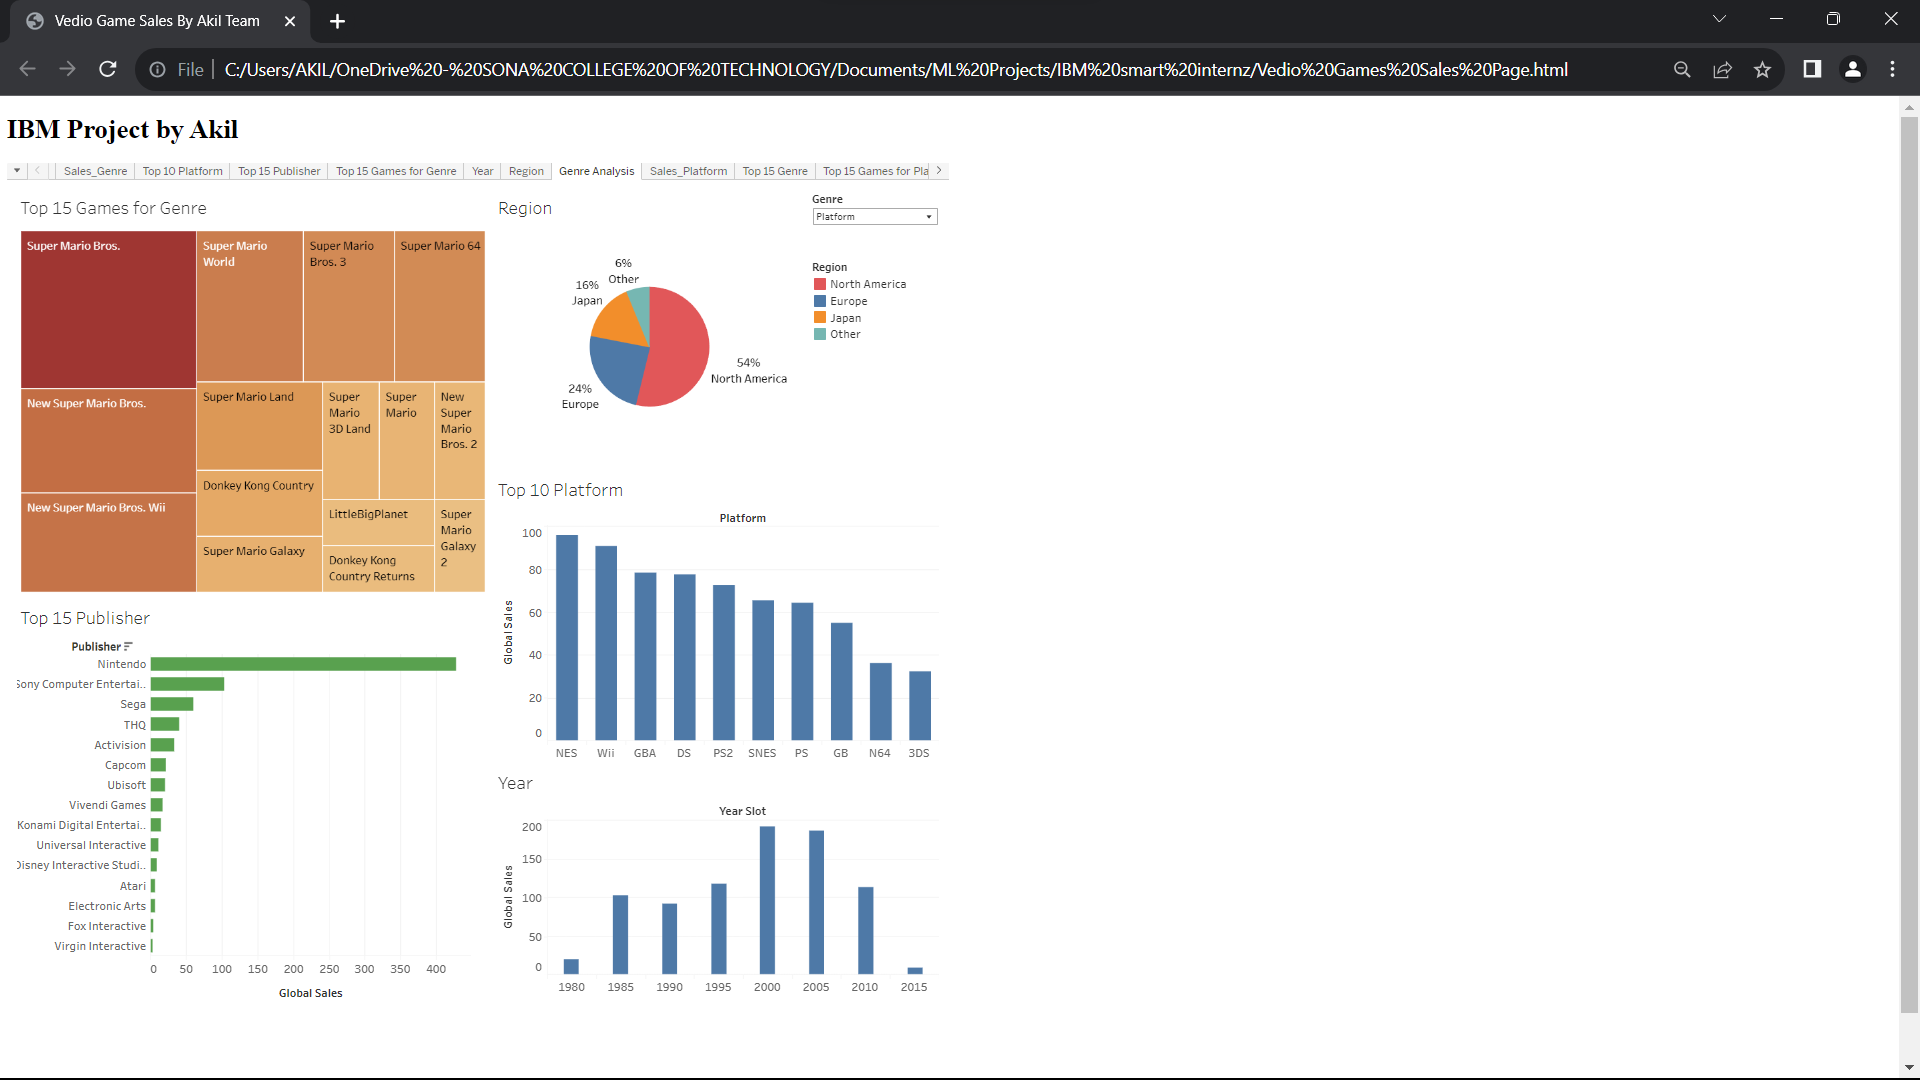 Vedio Game Sales By Akil Team
File
C:/Users/AKIL/OneDrive%20-%20SONA%20COLLEGE%20OF%20TECHNOLOGY/Documents/ML%20Projects/IBM%20smart%20internz/Vedio%20Games%20Sales%20Page.html
IBM Project by Akil
Sales_Genre
Top 10 Platform
Top 15 Publisher
Top 15 Games for Genre
Year
Region
Genre Analysis
Sales_Platform
Top 15 Genre
Top 15 Games for Pla
Top 15 Games for Genre
Super Mario Bros.
Super Mario
World
Super Mario
Bros. 3
Super Mario 64
New Super Mario Bros.
New Super Mario Bros. Wii
Super Mario Land
Donkey Kong Country
Super Mario Galaxy
Super
Mario
3D Land
Super
Mario
New
Super
Mario
Bros. 2
LittleBigPlanet
Donkey Kong
Country Returns
Super
Mario
Galaxy
2
Region
6%
Other
16%
Japan
54%
North America
24%
Europe
Genre
Platform
Region
North America
Europe
Japan
Other
Top 15 Publisher
Publisher
Nintendo
Sony Computer Entertai..
Sega
THQ
Activision
Capcom
Ubisoft
Vivendi Games
Konami Digital Entertai..
Universal Interactive
Disney Interactive Studi..
Atari
Electronic Arts
Fox Interactive
Virgin Interactive
0 50 100 150 200 250 300 350 400
Global Sales
Top 10 Platform
Platform
Global Sales
100
80
60
40
20
0
NES Wii GBA DS PS2 SNES PS GB N64 3DS
Year
Year Slot
Global Sales
200
150
100
50
0
1980 1985 1990 1995 2000 2005 2010 2015